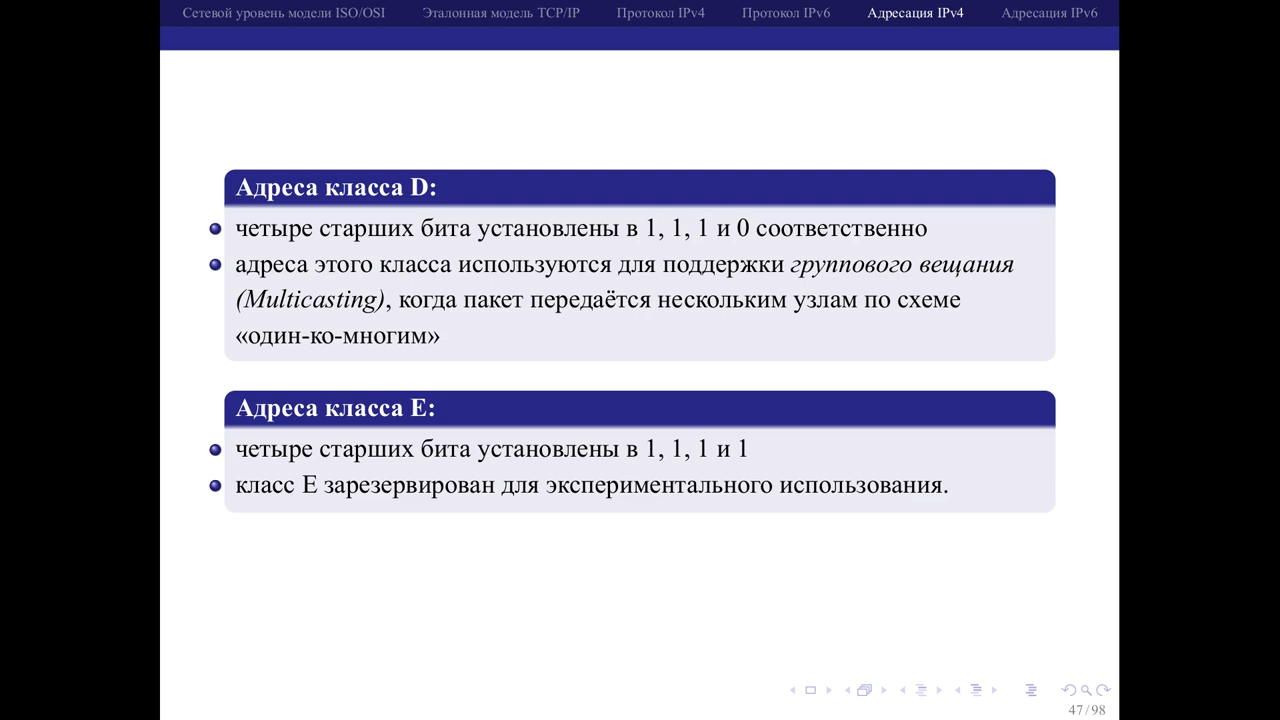 Сетевой уровень модели ISO/OSI Эталонная модель TCP/IP Протокол IPv4 Протокол IPv6 Адресация IPv4 Адресация IPv6
Адреса класса D:
четыре старших бита установлены в 1, 1, 1 и 0 соответственно
адреса этого класса используются для поддержки группового вещания
(Multicasting), когда пакет передаётся нескольким узлам по схеме
«один-ко-многим»
Адреса класса E:
четыре старших бита установлены в 1, 1, 1 и 1
класс E зарезервирован для экспериментального использования.
47/98